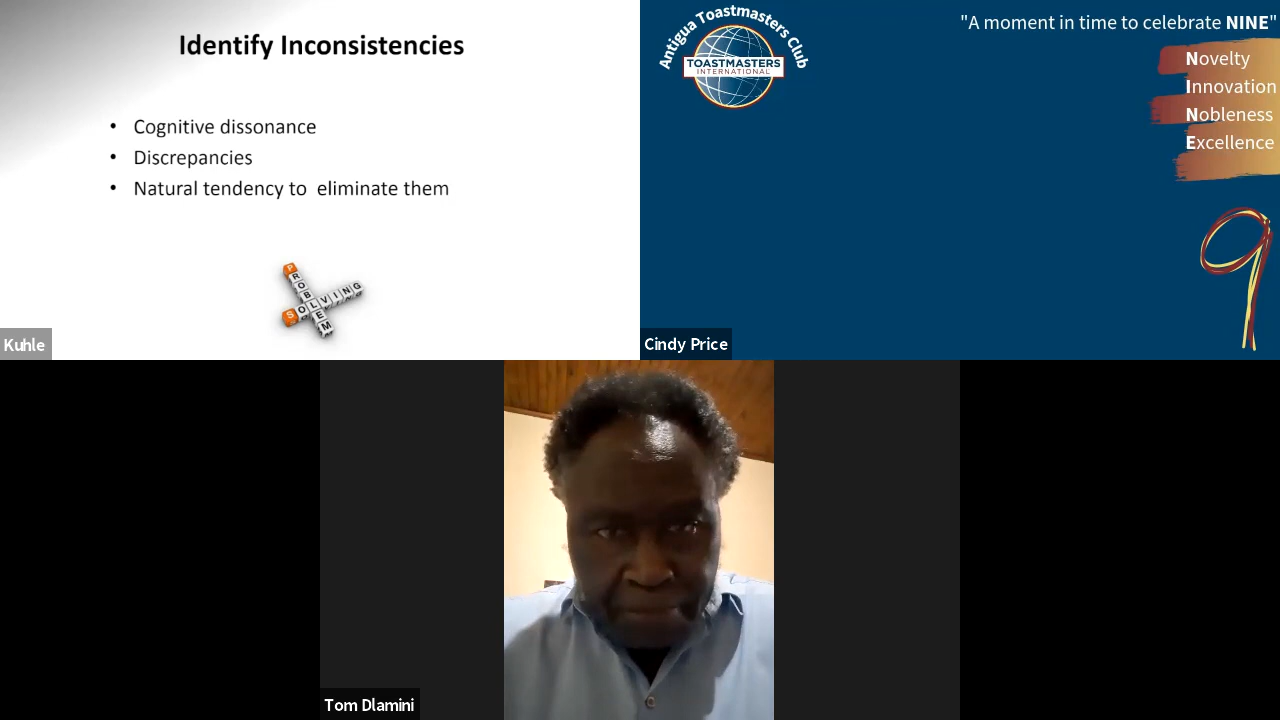 Identify Inconsistencies
• Cognitive dissonance
• Discrepancies
• Natural tendency to  eliminate them
PROBLEM
SOLVING
Kuhle
Antigua Toastmasters Club
TOASTMASTERS
INTERNATIONAL
"A moment in time to celebrate NINE"
Novelty
Innovation
Nobleness
Excellence
9
Cindy Price
Tom Dlamini